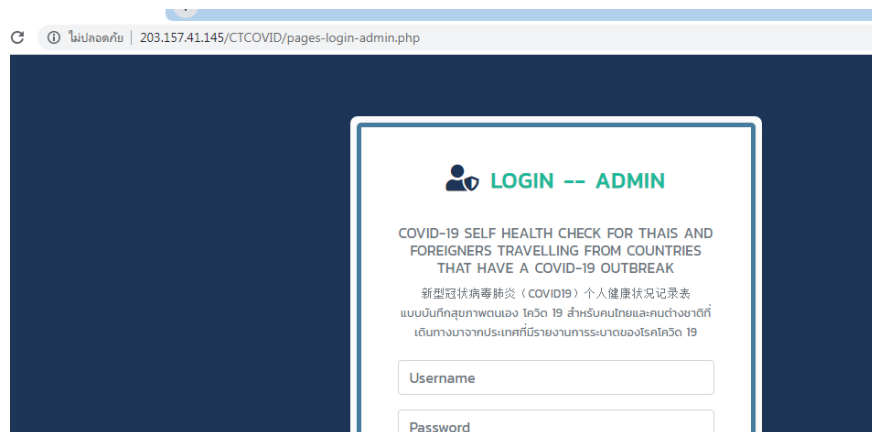 ไม่ปลอดภัย | 203.157.41.145/CTCOVID/pages-login-admin.php
LOGIN -- ADMIN
COVID-19 SELF HEALTH CHECK FOR THAIS AND
FOREIGNERS TRAVELLING FROM COUNTRIES
THAT HAVE A COVID-19 OUTBREAK
新型冠状病毒肺炎（COVID19）个人健康状况记录表
แบบบันทึกสุขภาพตนเอง โควิด 19 สำหรับคนไทยและคนต่างชาติที่
เดินทางมาจากประเทศที่มีรายงานการระบาดของโรคโควิด 19
Username
Password